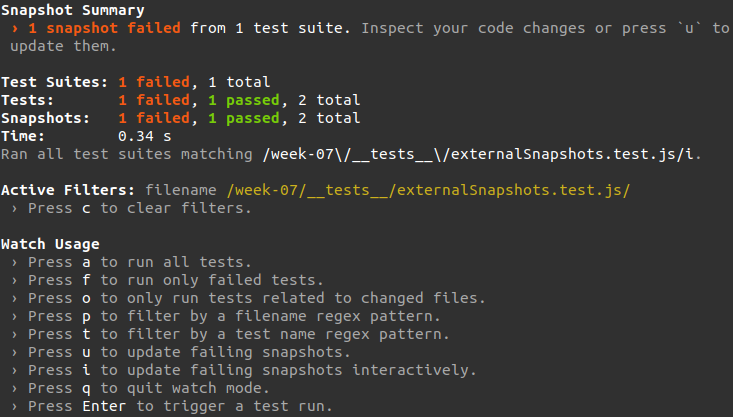 Snapshot Summary
› 1 snapshot failed from 1 test suite. Inspect your code changes or press `u` to
update them.
Test Suites: 1 failed, 1 total
Tests: 1 failed, 1 passed, 2 total
Snapshots: 1 failed, 1 passed, 2 total
Time: 0.34 s
Ran all test suites matching /week-07\/__tests__\/externalSnapshots.test.js/i.
Active Filters: filename /week-07/__tests__/externalSnapshots.test.js/
› Press c to clear filters.
Watch Usage
› Press a to run all tests.
› Press f to run only failed tests.
› Press o to only run tests related to changed files.
› Press p to filter by a filename regex pattern.
› Press t to filter by a test name regex pattern.
› Press u to update failing snapshots.
› Press i to update failing snapshots interactively.
› Press q to quit watch mode.
› Press Enter to trigger a test run.